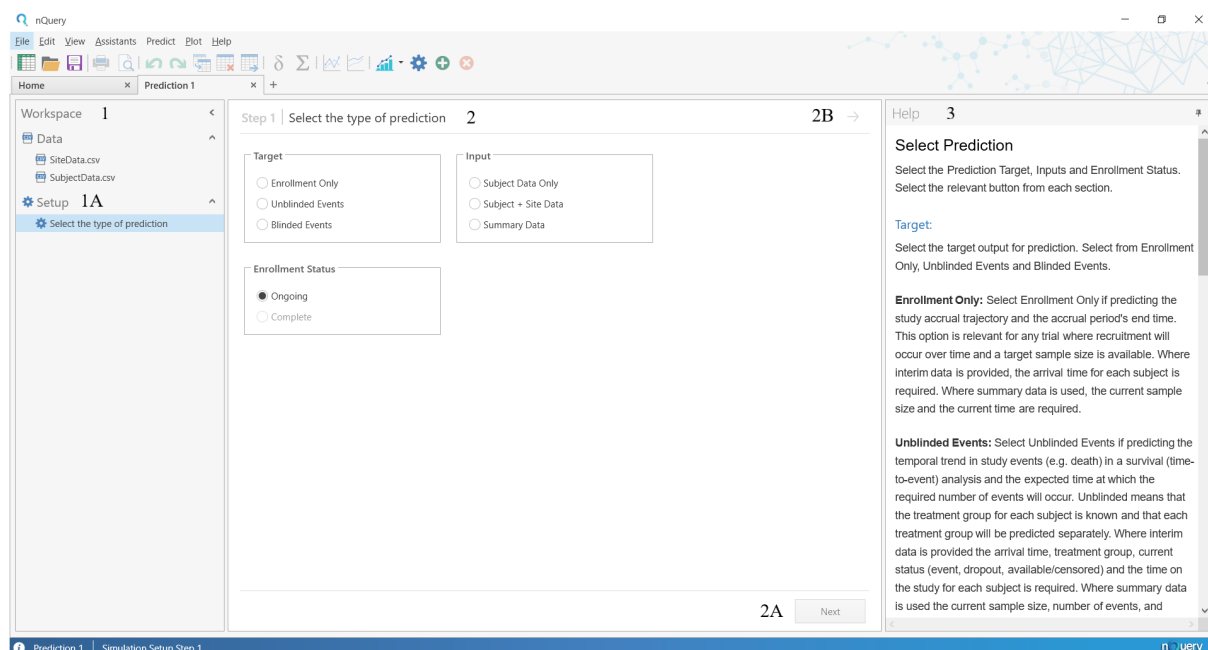 nQuery
File Edit View Assistants Predict Plot Help
Home Prediction 1
Workspace 1
Data
SiteData.csv
SubjectData.csv
Setup 1A
Select the type of prediction
Step 1 Select the type of prediction 2 2B
Target
Enrollment Only
Unblinded Events
Blinded Events
Input
Subject Data Only
Subject + Site Data
Summary Data
Enrollment Status
Ongoing
Complete
2A Next
Help 3
Select Prediction
Select the Prediction Target, Inputs and Enrollment Status.
Select the relevant button from each section.
Target:
Select the target output for prediction. Select from Enrollment
Only, Unblinded Events and Blinded Events.
Enrollment Only: Select Enrollment Only if predicting the
study accrual trajectory and the accrual period's end time.
This option is relevant for any trial where recruitment will
occur over time and a target sample size is available. Where
interim data is provided, the arrival time for each subject is
required. Where summary data is used, the current sample
size and the current time are required.
Unblinded Events: Select Unblinded Events if predicting the
temporal trend in study events (e.g. death) in a survival (time-
to-event) analysis and the expected time at which the
required number of events will occur. Unblinded means that
the treatment group for each subject is known and that each
treatment group will be predicted separately. Where interim
data is provided the arrival time, treatment group, current
status (event, dropout, available/censored) and the time on
the study for each subject is required. Where summary data
is used the current sample size, number of events, and
Prediction 1 Simulation Setup Step 1
nQuery